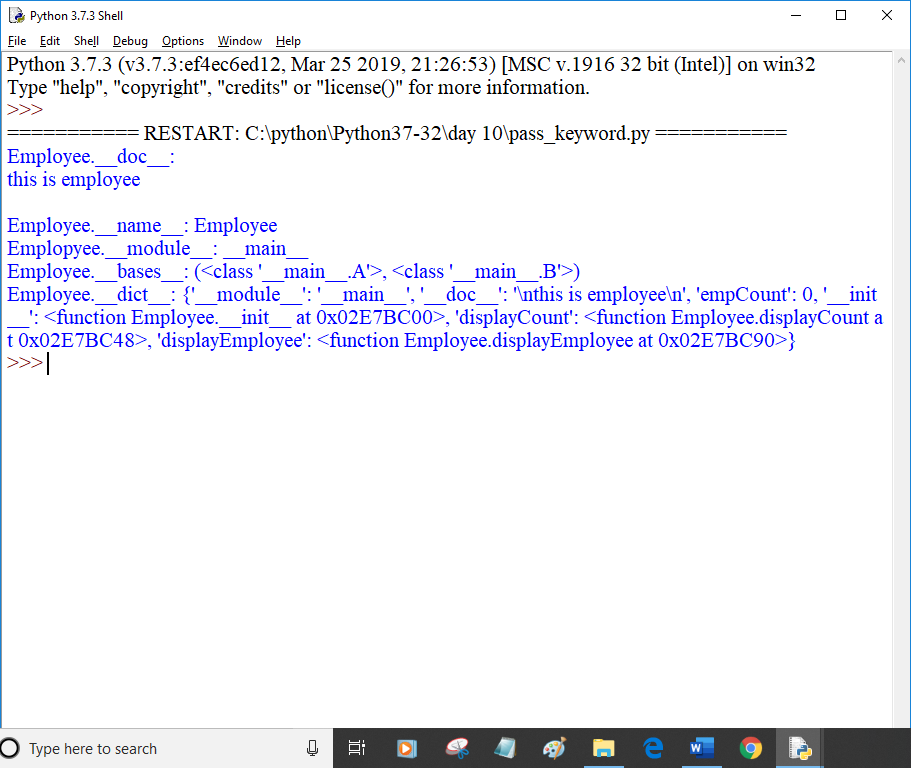 Python 3.7.3 Shell
File Edit Shell Debug Options Window Help
Python 3.7.3 (v3.7.3:ef4ec6ed12, Mar 25 2019, 21:26:53) [MSC v.1916 32 bit (Intel)] on win32
Type "help", "copyright", "credits" or "license()" for more information.
>>>
=========== RESTART: C:\python\Python37-32\day 10\pass_keyword.py ===========
Employee.__doc__:
this is employee
Employee.__name__: Employee
Emplopyee.__module__: __main__
Employee.__bases__: (<class '__main__.A'>, <class '__main__.B'>)
Employee.__dict__: {'__module__': '__main__', '__doc__': '\nthis is employee\n', 'empCount': 0, '__init
__': <function Employee.__init__ at 0x02E7BC00>, 'displayCount': <function Employee.displayCount a
t 0x02E7BC48>, 'displayEmployee': <function Employee.displayEmployee at 0x02E7BC90>}
>>>
Type here to search